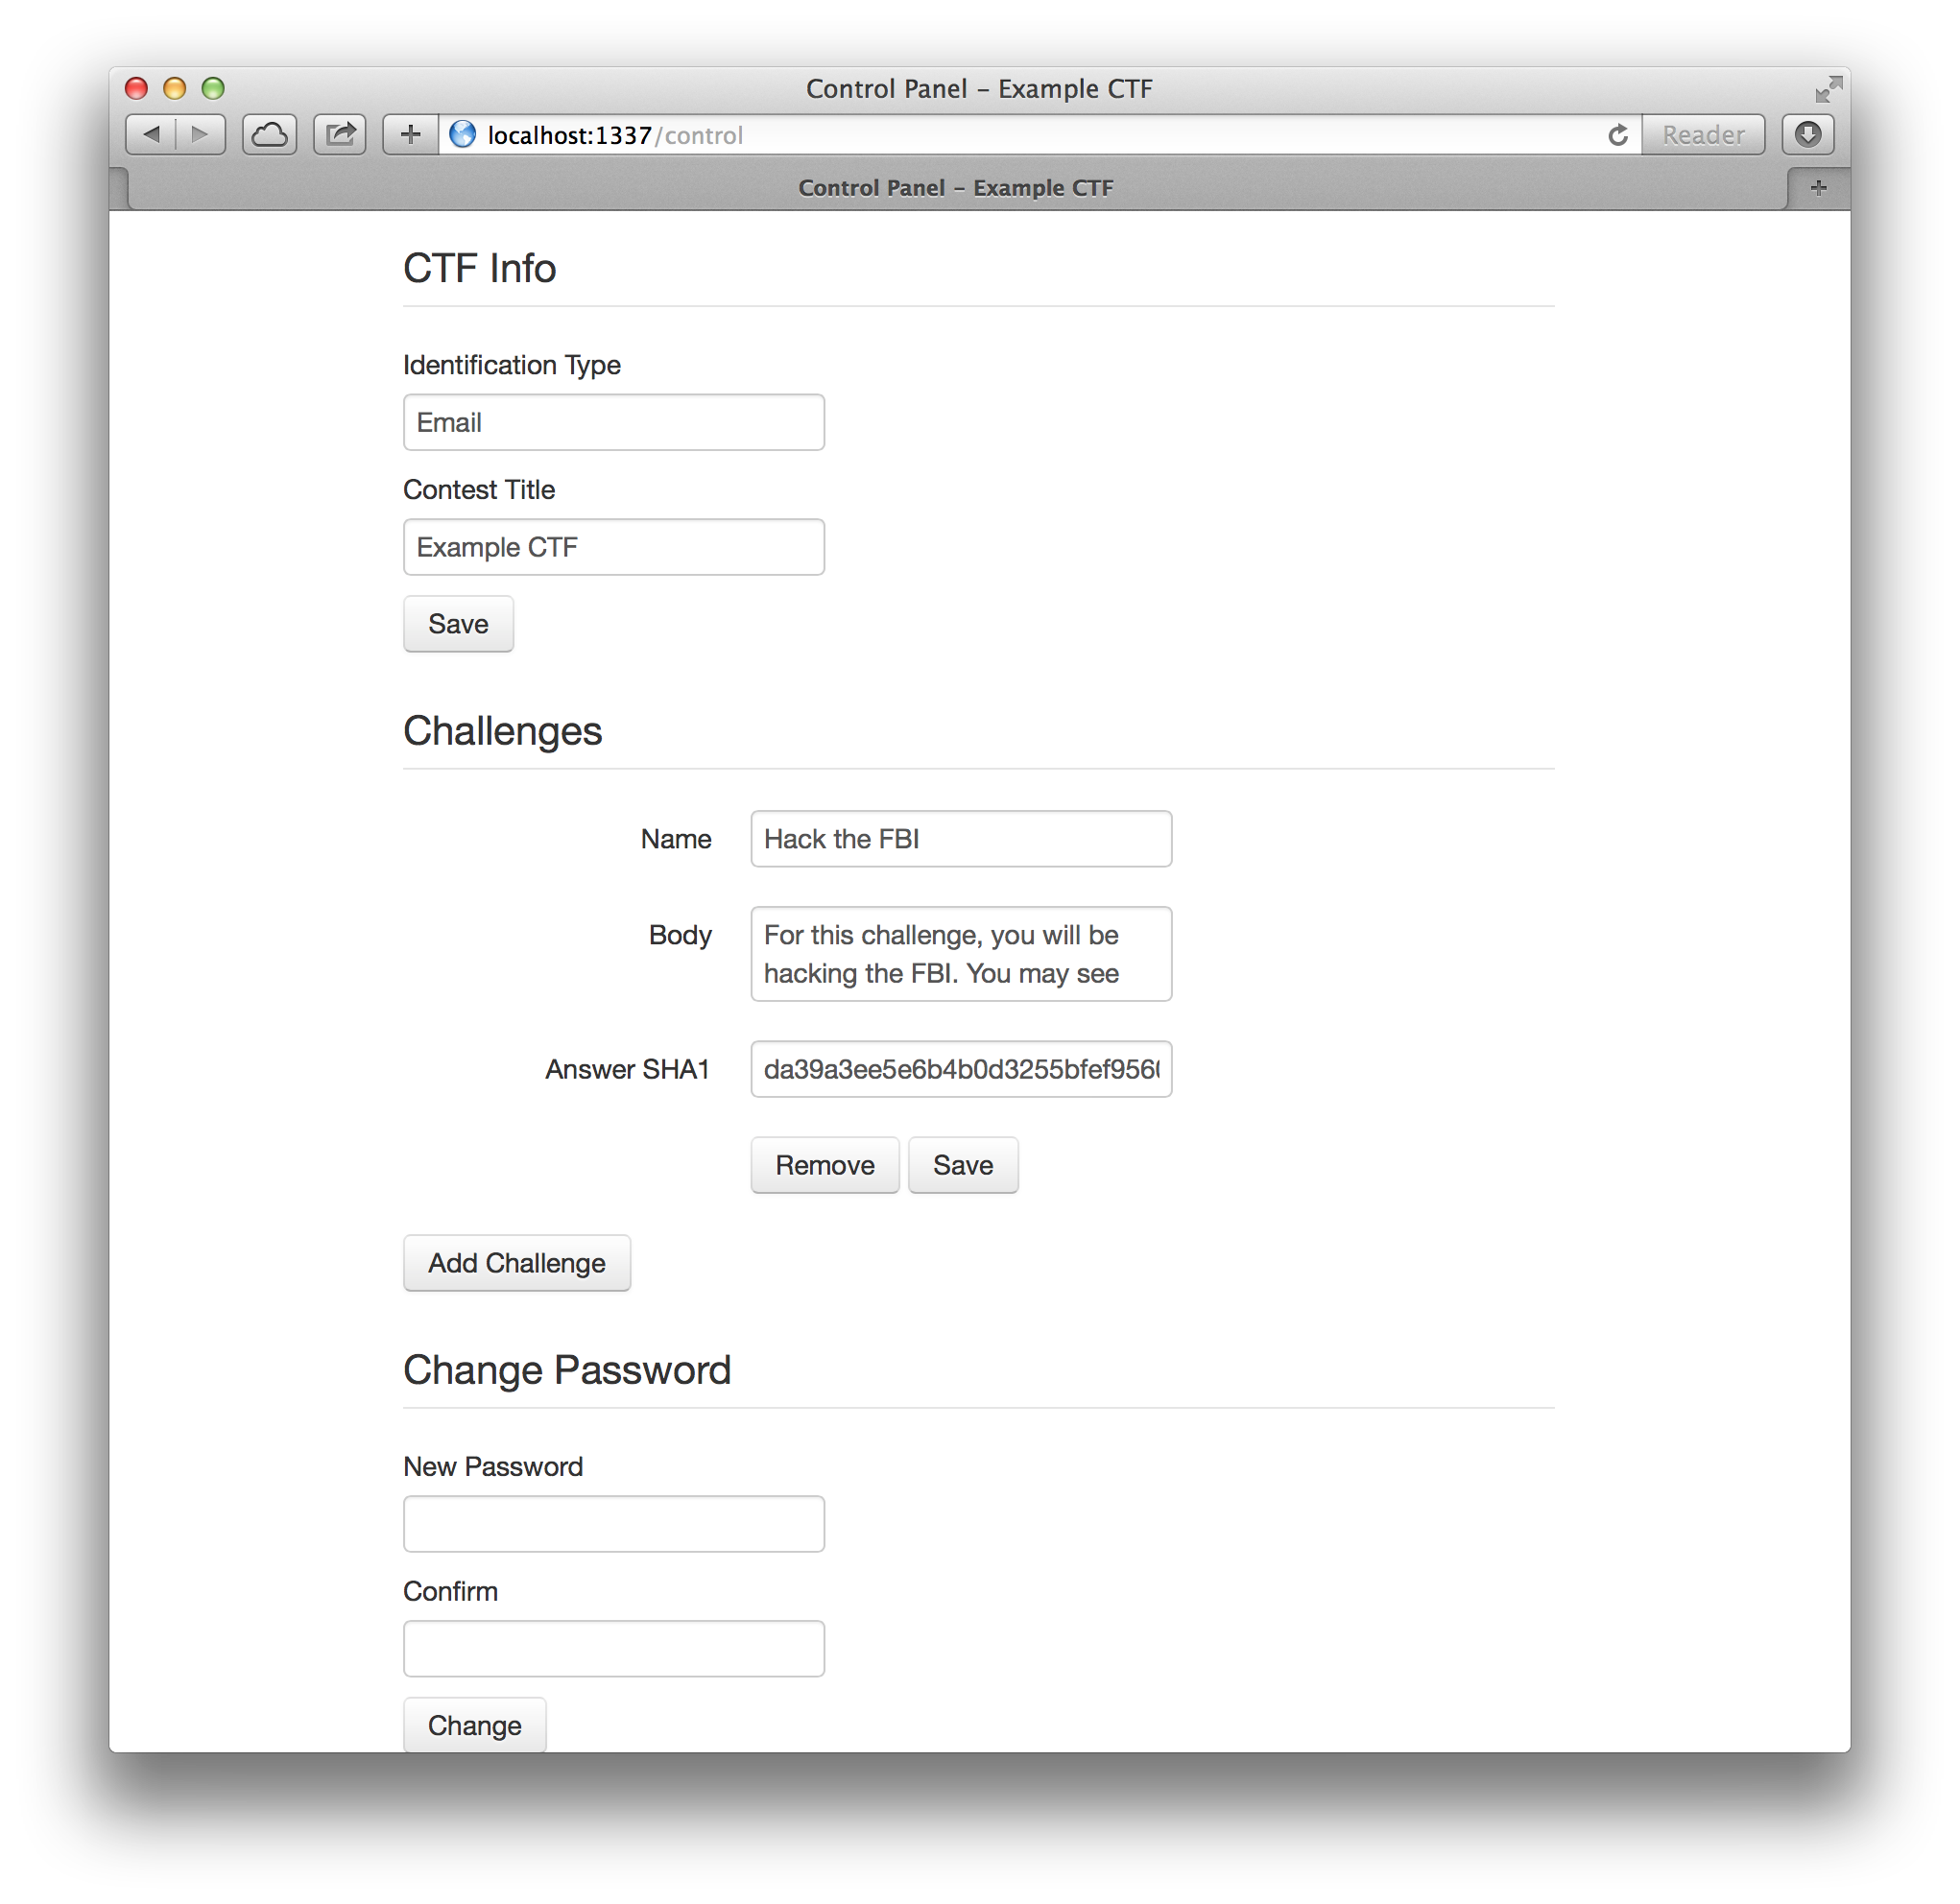 Control Panel – Example CTF
localhost:1337/control
Reader
Control Panel – Example CTF
CTF Info
Identification Type
Email
Contest Title
Example CTF
Save
Challenges
Name
Hack the FBI
Body
For this challenge, you will be
hacking the FBI. You may see
Answer SHA1
da39a3ee5e6b4b0d3255bfef956
Remove
Save
Add Challenge
Change Password
New Password
Confirm
Change